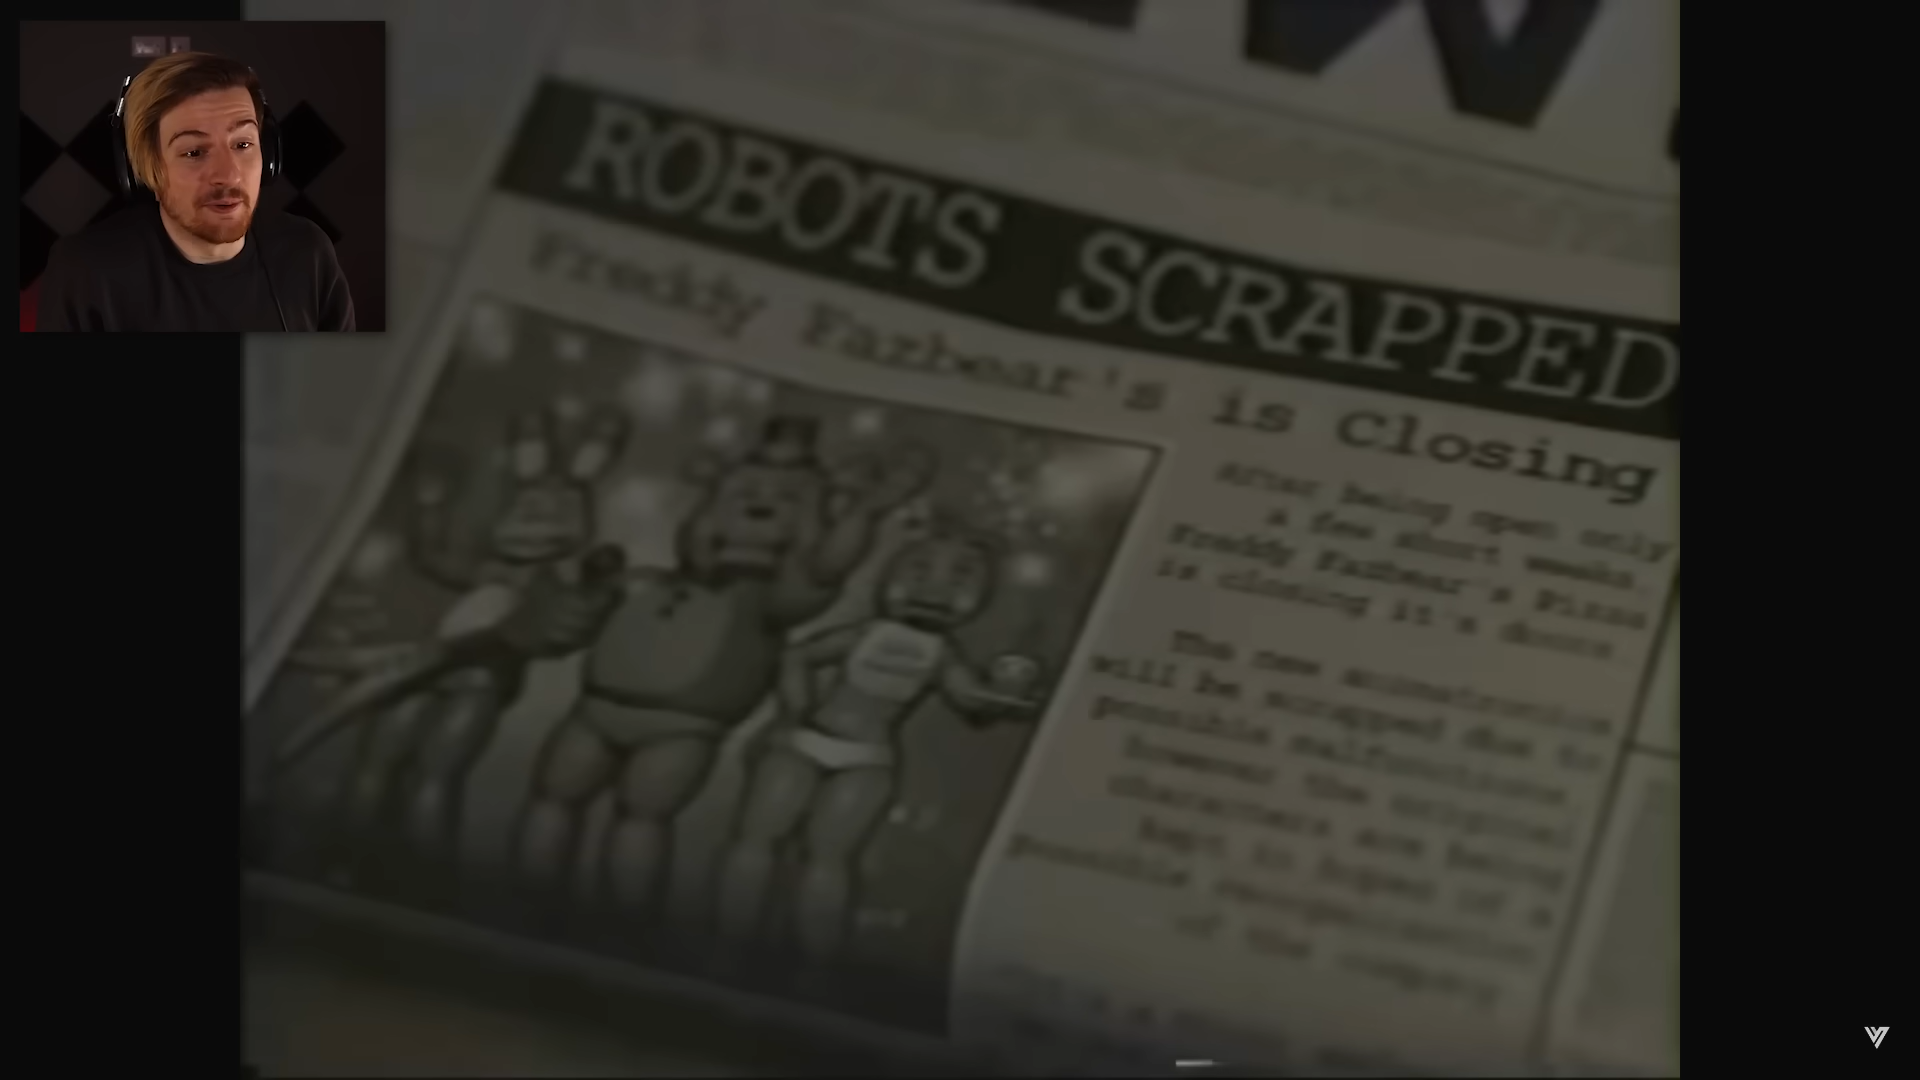 ROBOTS SCRAPPED
Freddy Fazbear's is Closing
After being open only
a few short weeks,
Freddy Fazbear's Pizza
is closing it's doors.
The new animatronics
will be scrapped due to
possible malfunctions,
however the original
characters are being
kept in hopes of a
possible reorganization
of the company